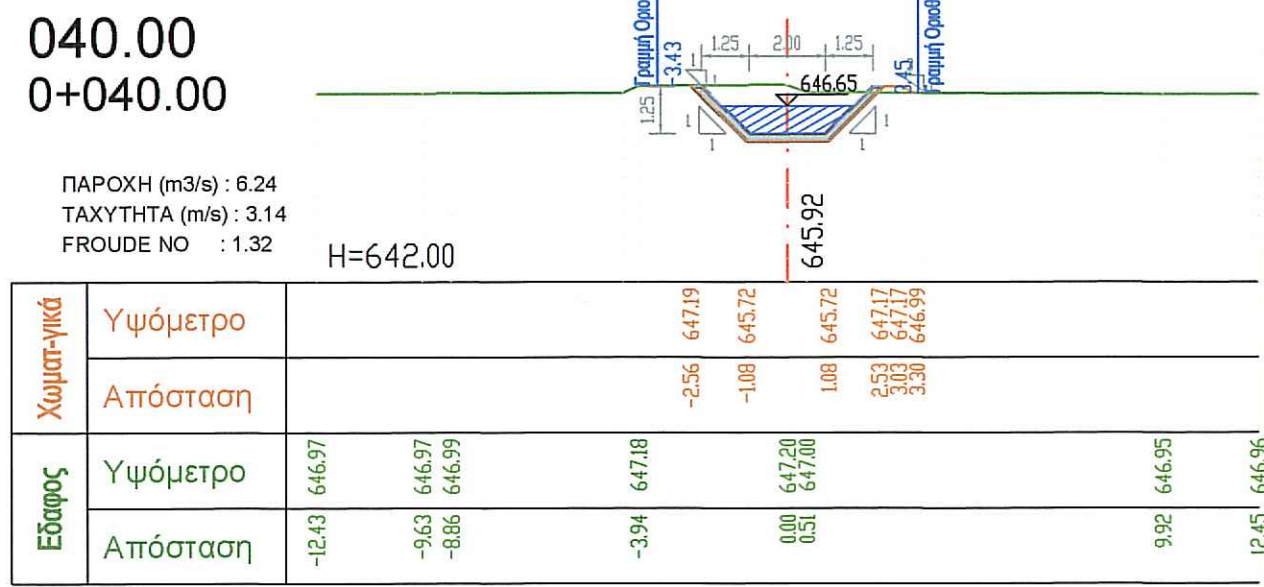 040.00
0+040.00
ΠΑΡΟΧΗ (m3/s) : 6.24
ΤΑΧΥΤΗΤΑ (m/s) : 3.14
FROUDE NO : 1.32
H=642.00
Γραμμή
-3.43
1.25 2.00 1.25
3.45
Γραμμή
646.65
1.25
1
1
1
1
1
1
645.92
Χωματ-γικά
Υψόμετρο 647.19 645.72 645.72 647.17 647.17 646.99
Απόσταση -2.56 -1.08 1.08 2.53 3.03 3.30
Εδαφος
Υψόμετρο 646.97 646.97 646.99 647.18 647.20 647.00 646.95 646.96
Απόσταση -12.43 -9.63 -8.86 -3.94 0.00 0.51 9.92 12.45